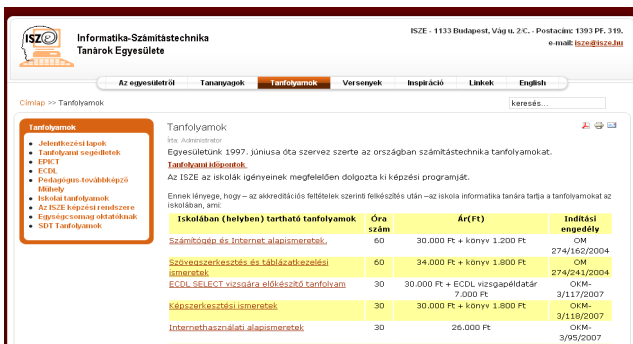 ISZE - 1133 Budapest, Vág u. 2/C. - Postacím: 1393 PF. 319.
e-mail: isze@isze.hu
ISZ@
Informatika-Számítástechnika
Tanárok Egyesülete
Az egyesületről Tananyagok Tanfolyamok Versenyek Inspiráció Linkek English
Címlap >> Tanfolyamok
keresés...
Tanfolyamok
Jelentkezési lapok
Tanfolyami segédletek
EPICT
ECDL
Pedagógus-továbbképző
Műhely
Iskolai tanfolyamok
Az ISZE képzési rendszere
Egységcsomag oktatóknak
SDT Tanfolyamok
Tanfolyamok
Írta: Administrator
Egyesületünk 1997. júniusa óta szervez szerte az országban számítástechnika tanfolyamokat.
Tanfolyami időpontok
Az ISZE az iskolák igényeinek megfelelően dolgozta ki képzési programját.
Ennek lényege, hogy – az akkreditációs feltételek szerinti felkészítés után –az iskola informatika tanára tartja a tanfolyamokat az
iskolában, ami:
Iskolában (helyben) tartható tanfolyamok Óra szám Ár(Ft) Indítási engedély
Számítógép és Internet alapismeretek. 60 30.000 Ft + könyv 1.200 Ft OM 274/162/2004
Szövegszerkesztés és táblázatkezelési ismeretek 60 34.000 Ft + könyv 1.800 Ft OM 274/241/2004
ECDL SELECT vizsgára előkészítő tanfolyam 30 30.000 Ft + ECDL vizsgapéldatár 7.000 Ft OKM-3/117/2007
Képszerkesztési ismeretek 30 30.000 Ft + könyv 1.800 Ft OKM-3/118/2007
Internethasználati alapismeretek 30 26.000 Ft OKM-3/95/2007